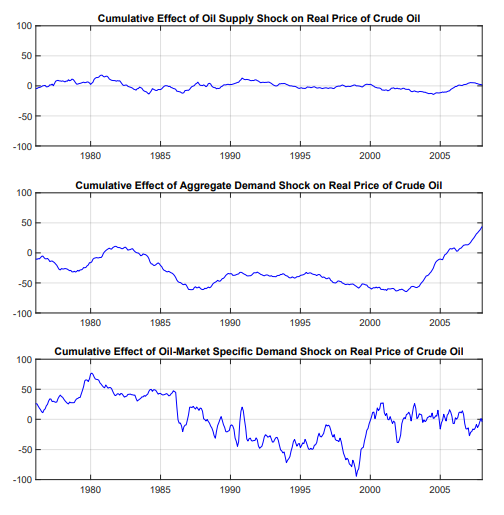 Cumulative Effect of Oil Supply Shock on Real Price of Crude Oil
100
50
0
-50
-100
1980 1985 1990 1995 2000 2005
Cumulative Effect of Aggregate Demand Shock on Real Price of Crude Oil
100
50
0
-50
-100
1980 1985 1990 1995 2000 2005
Cumulative Effect of Oil-Market Specific Demand Shock on Real Price of Crude Oil
100
50
0
-50
-100
1980 1985 1990 1995 2000 2005